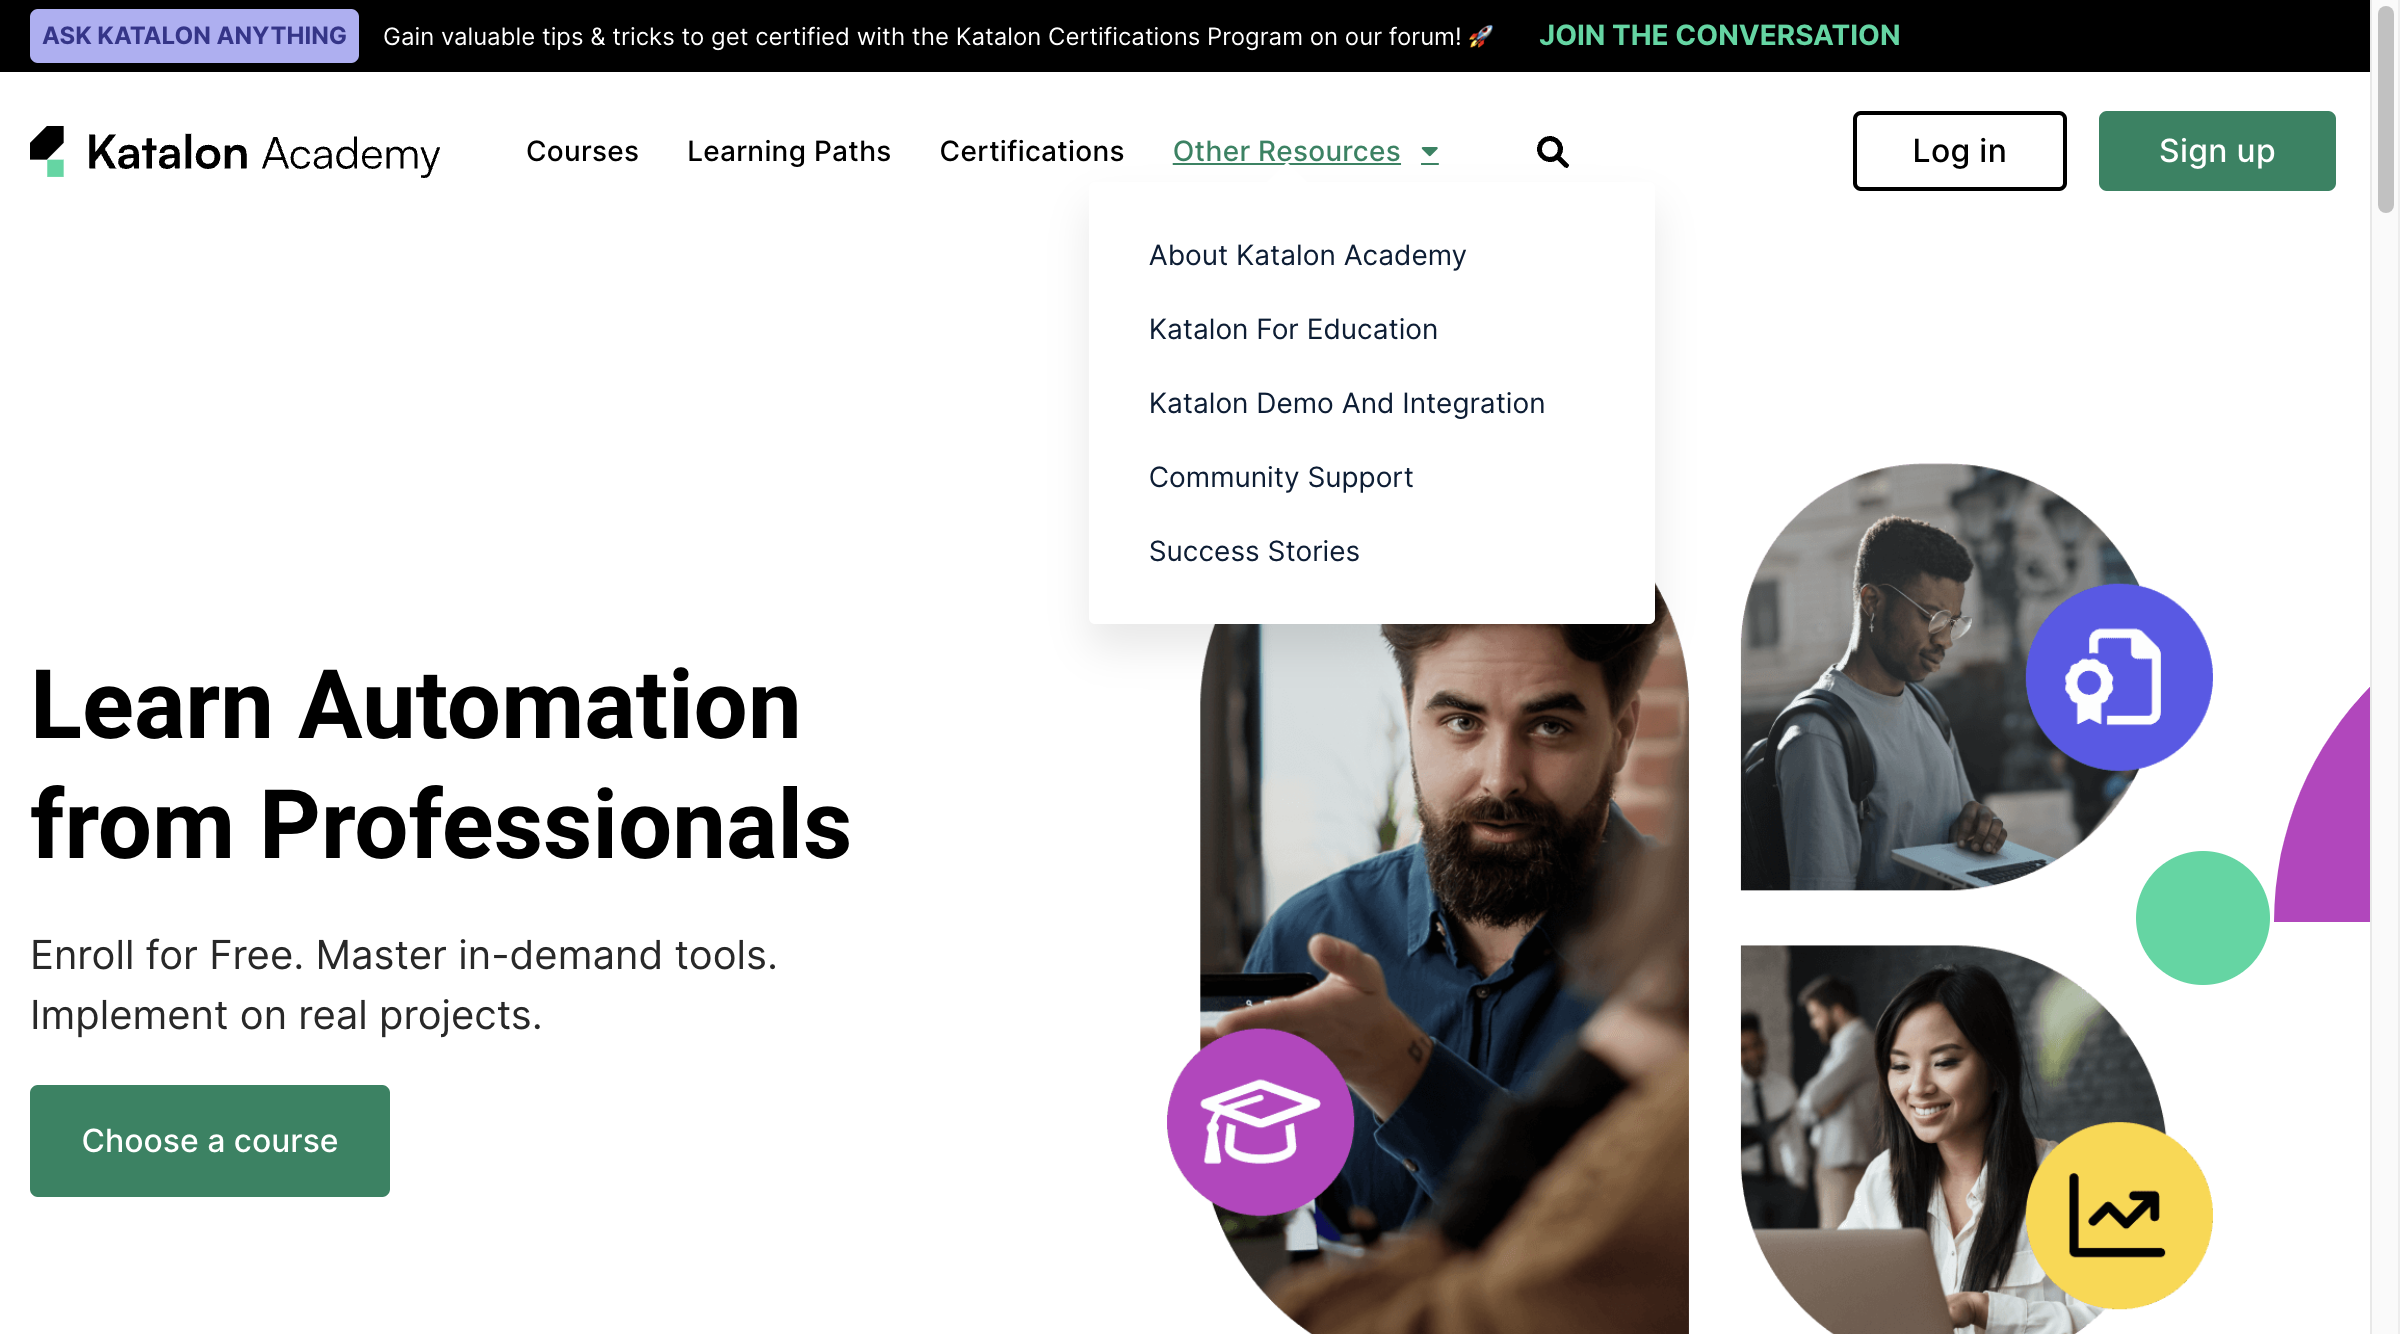 ASK KATALON ANYTHING Gain valuable tips & tricks to get certified with the Katalon Certifications Program on our forum! 🚀 JOIN THE CONVERSATION
Katalon Academy Courses Learning Paths Certifications Other Resources Log in Sign up
About Katalon Academy
Katalon For Education
Katalon Demo And Integration
Community Support
Success Stories
Learn Automation
from Professionals
Enroll for Free. Master in-demand tools.
Implement on real projects.
Choose a course